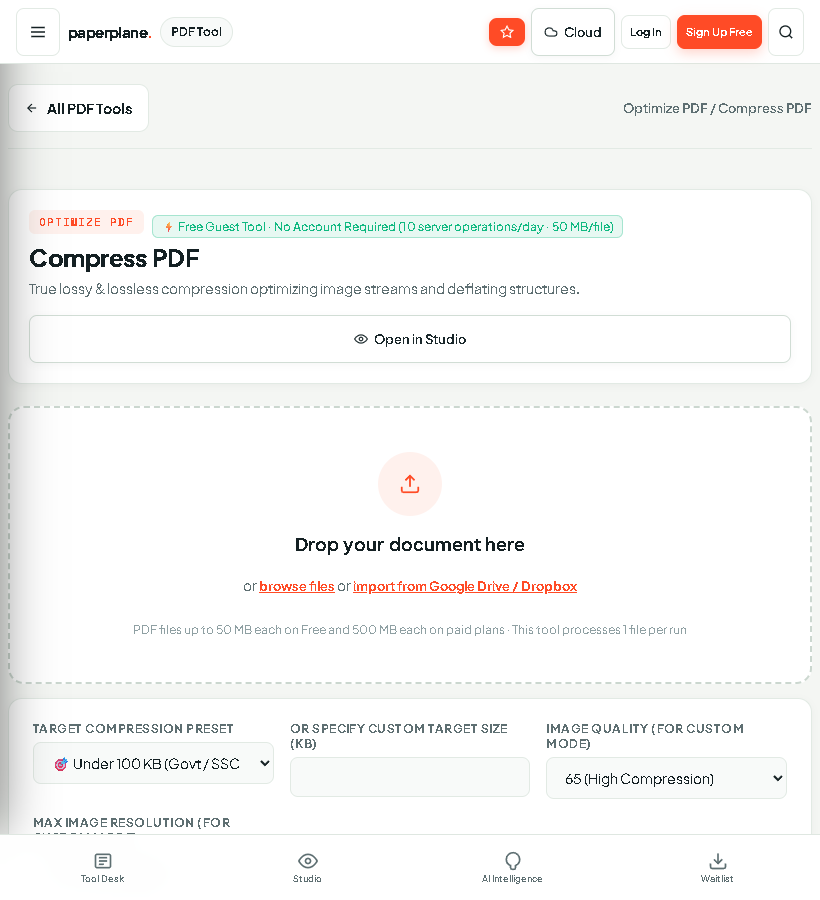 paperplane.
PDF Tool
Cloud
Log In
Sign Up Free
All PDF Tools
Optimize PDF / Compress PDF
OPTIMIZE PDF
Free Guest Tool · No Account Required (10 server operations/day · 50 MB/file)
Compress PDF
True lossy & lossless compression optimizing image streams and deflating structures.
Open in Studio
Drop your document here
or browse files or import from Google Drive / Dropbox
PDF files up to 50 MB each on Free and 500 MB each on paid plans · This tool processes 1 file per run
TARGET COMPRESSION PRESET
Under 100 KB (Govt / SSC
OR SPECIFY CUSTOM TARGET SIZE
(KB)
IMAGE QUALITY (FOR CUSTOM
MODE)
65 (High Compression)
MAX IMAGE RESOLUTION (FOR
Tool Desk
Studio
AI Intelligence
Waitlist